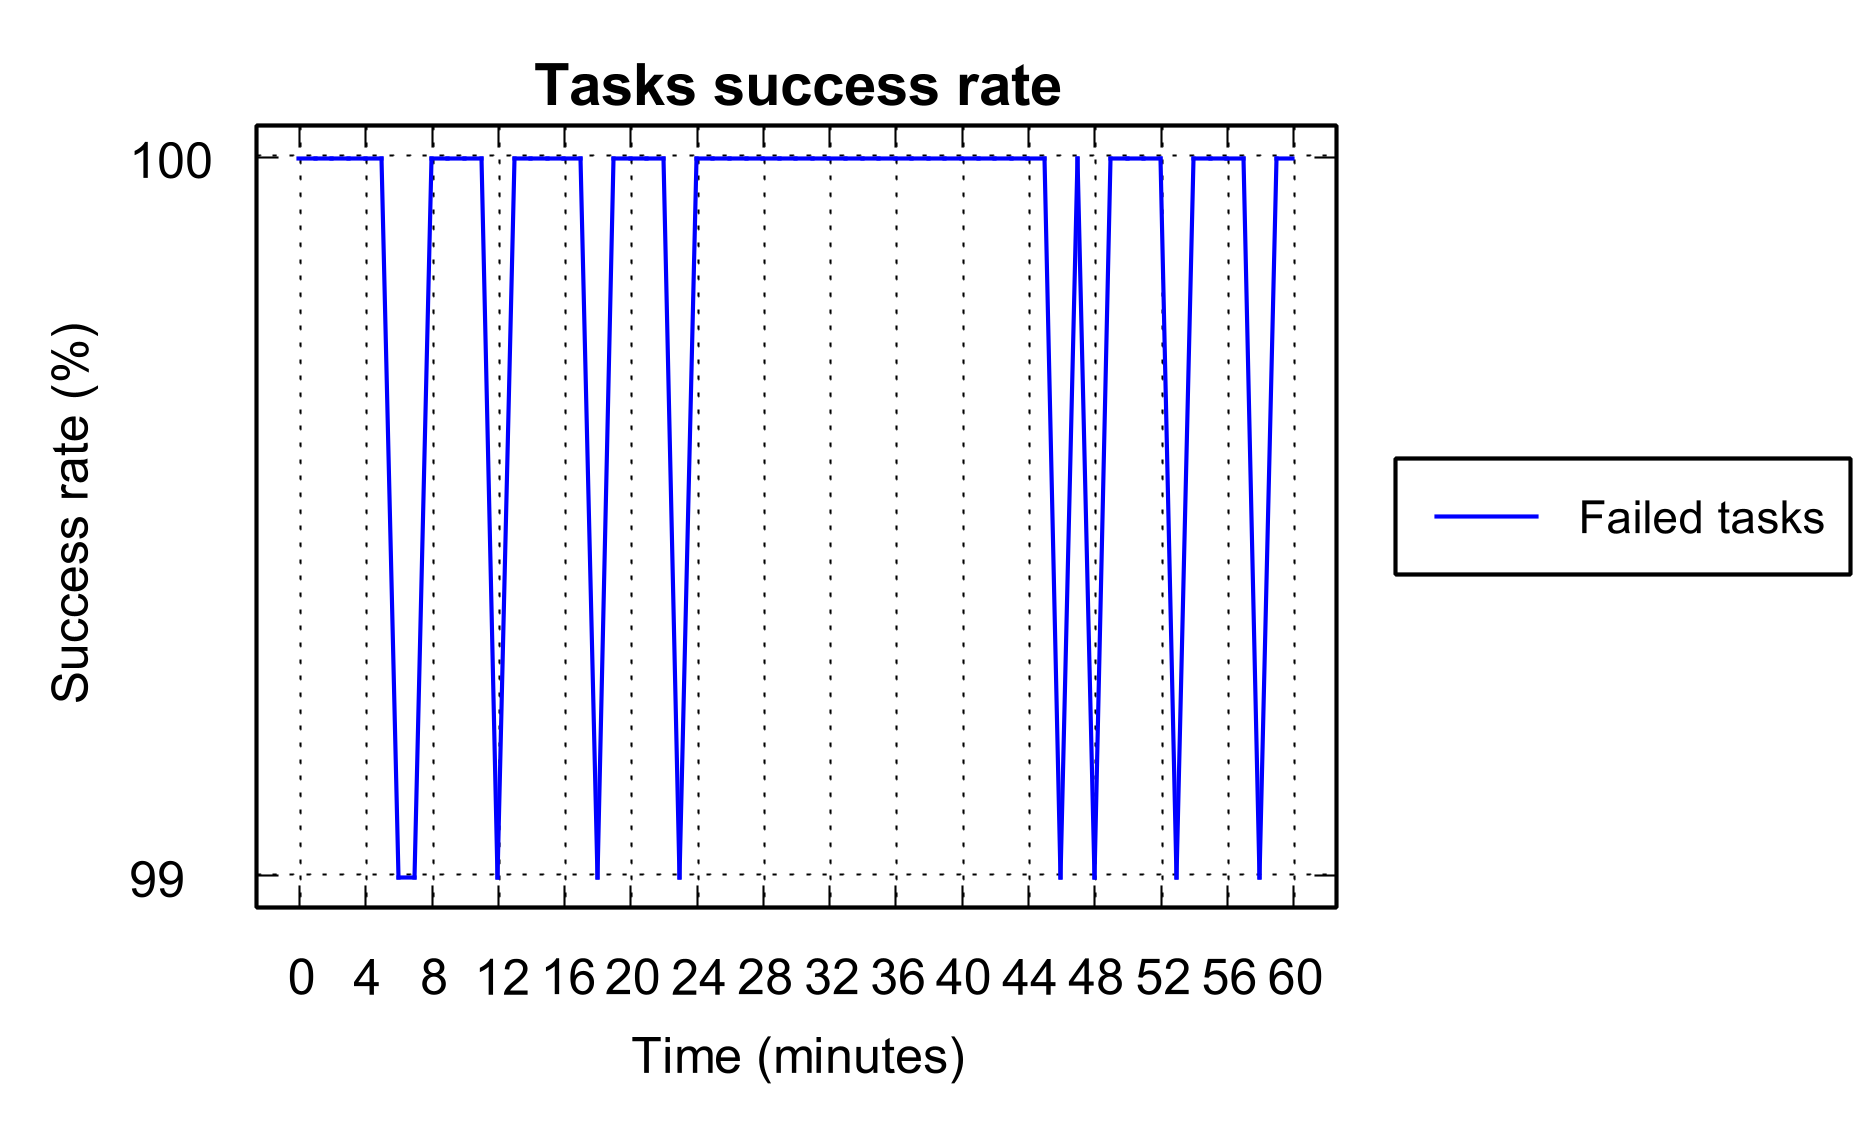 Tasks success rate
100
99
Success rate (%)
0 4 8 12 16 20 24 28 32 36 40 44 48 52 56 60
Time (minutes)
Failed tasks